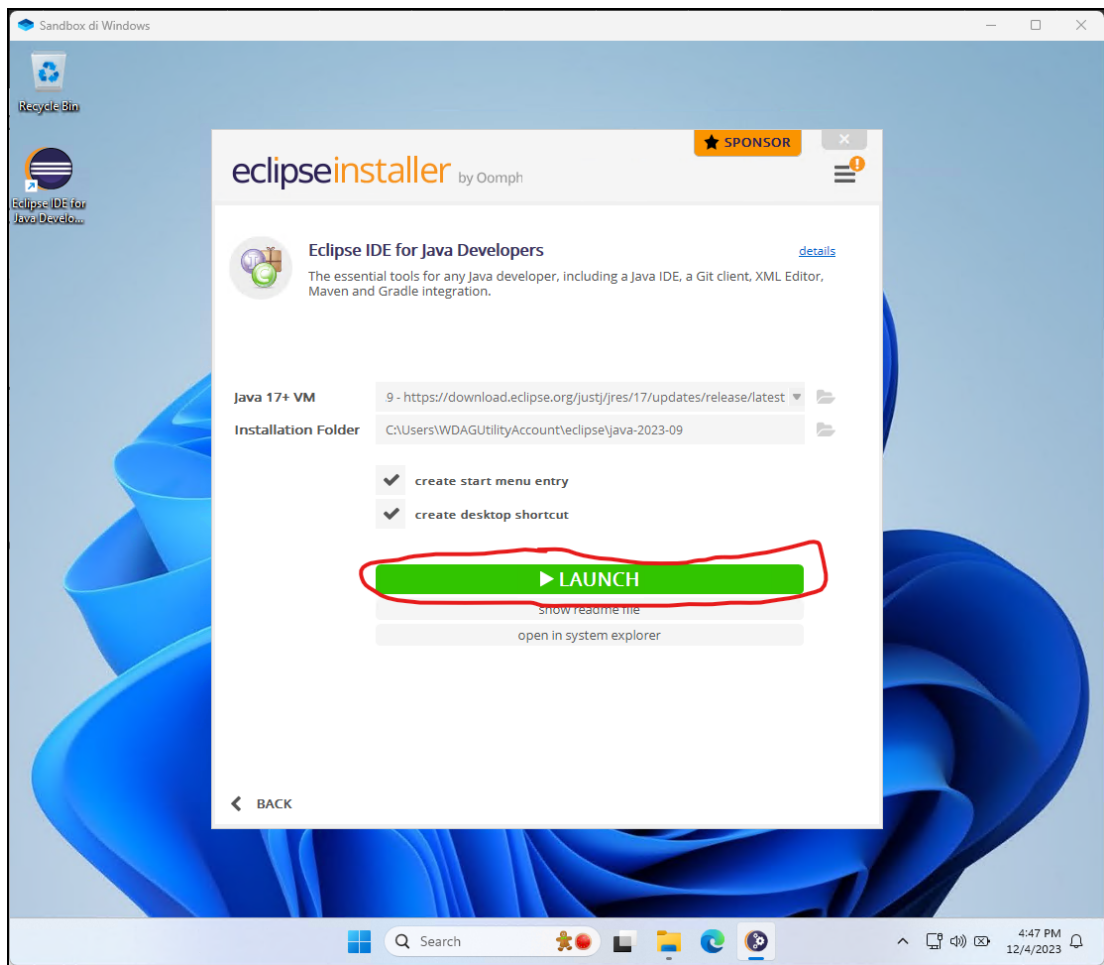 Sandbox di Windows
Recycle Bin
Eclipse IDE for
Java Develo...
SPONSOR
eclipseinstaller by Oomph
Eclipse IDE for Java Developers
details
The essential tools for any Java developer, including a Java IDE, a Git client, XML Editor,
Maven and Gradle integration.
Java 17+ VM
9 - https://download.eclipse.org/justj/jres/17/updates/release/latest
Installation Folder
C:\Users\WDAGUtilityAccount\eclipse\java-2023-09
create start menu entry
create desktop shortcut
LAUNCH
show readme file
open in system explorer
BACK
Search
4:47 PM
12/4/2023